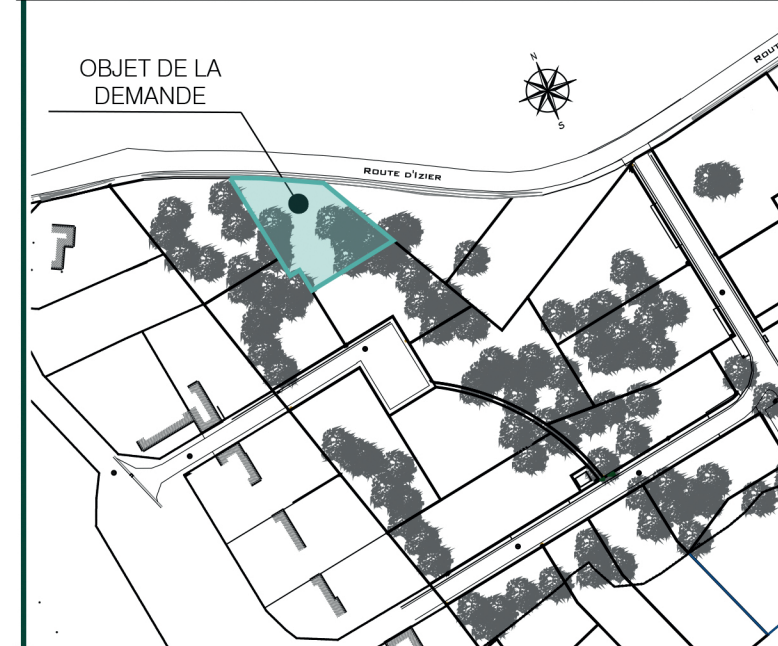 OBJET DE LA
DEMANDE
N
S
ROUTE D'IZIER
ROUT